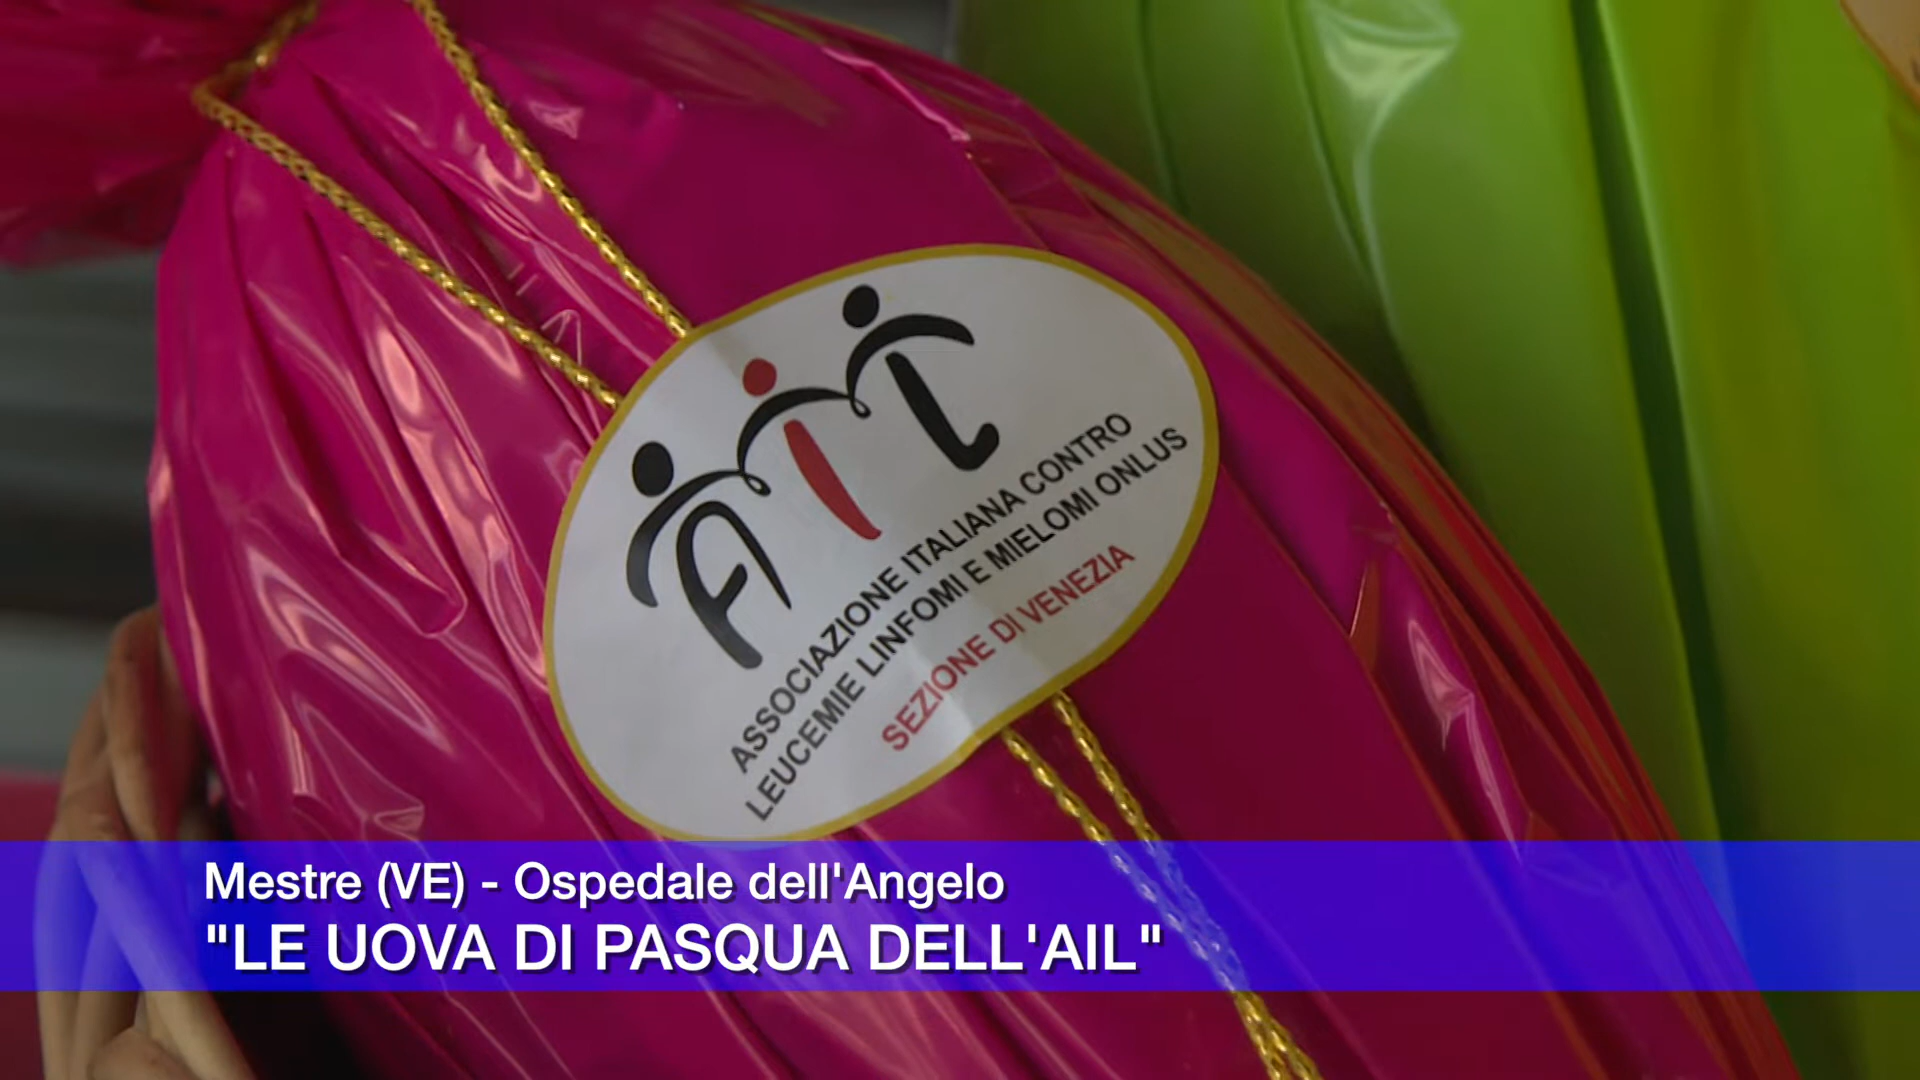 AIL
ASSOCIAZIONE ITALIANA CONTRO
LEUCEMIE LINFOMI E MIELOMI ONLUS
SEZIONE DI VENEZIA
Mestre (VE) - Ospedale dell'Angelo
"LE UOVA DI PASQUA DELL'AIL"